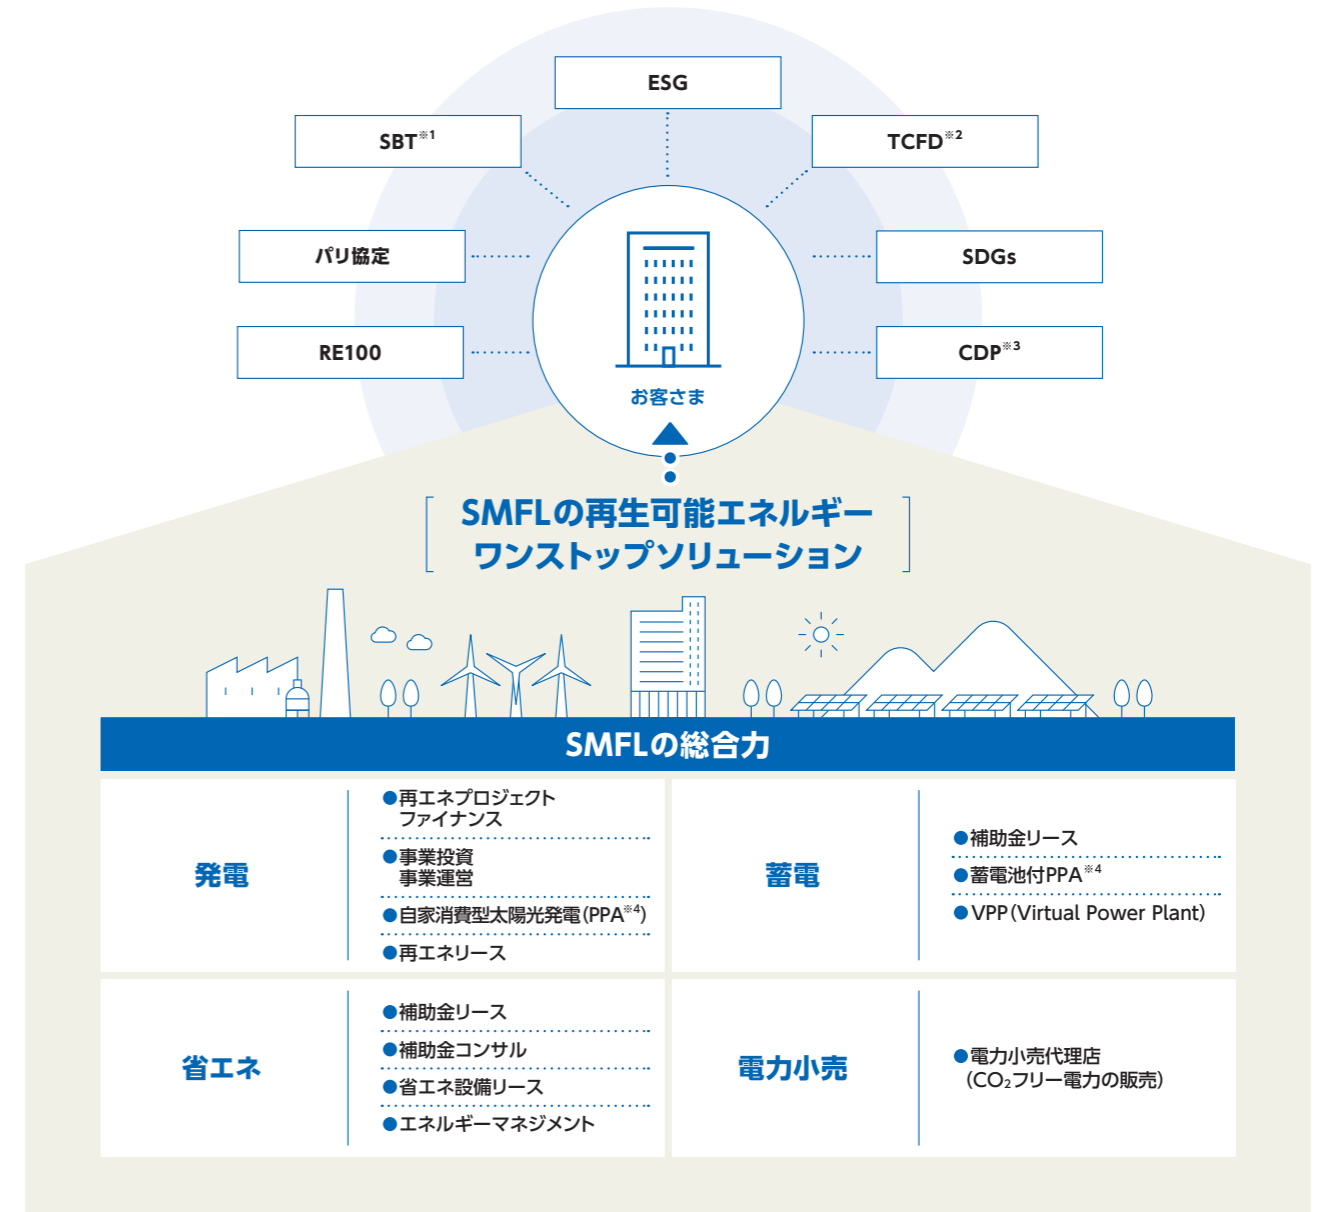 ESG
SBT※1
TCFD※2
パリ協定
SDGs
RE100
CDP※3
お客さま
SMFLの再生可能エネルギー
ワンストップソリューション
SMFLの総合力
発電
●再エネプロジェクト
ファイナンス
●事業投資
事業運営
●自家消費型太陽光発電(PPA※4)
●再エネリース
蓄電
●補助金リース
●蓄電池付PPA※4
●VPP(Virtual Power Plant)
省エネ
●補助金リース
●補助金コンサル
●省エネ設備リース
●エネルギーマネジメント
電力小売
●電力小売代理店
(CO₂フリー電力の販売)